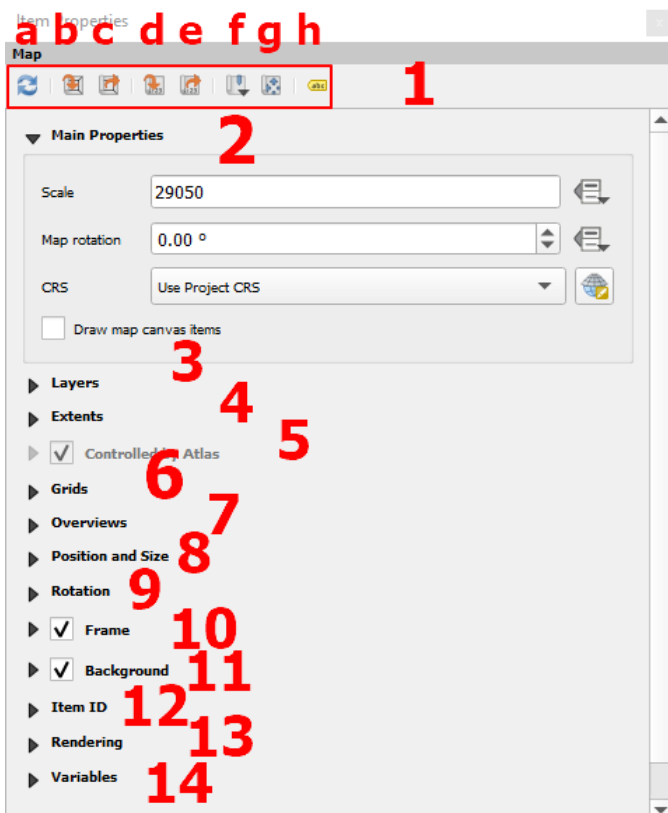 Item Properties
a b c d e f g h
Map
1
abc
Main Properties 2
Scale 29050
Map rotation 0.00 °
CRS Use Project CRS
Draw map canvas items
3
Layers
4
Extents
5
Controlled by Atlas
6
Grids
7
Overviews
8
Position and Size
9
Rotation
10
Frame
11
Background
12
Item ID
13
Rendering
14
Variables